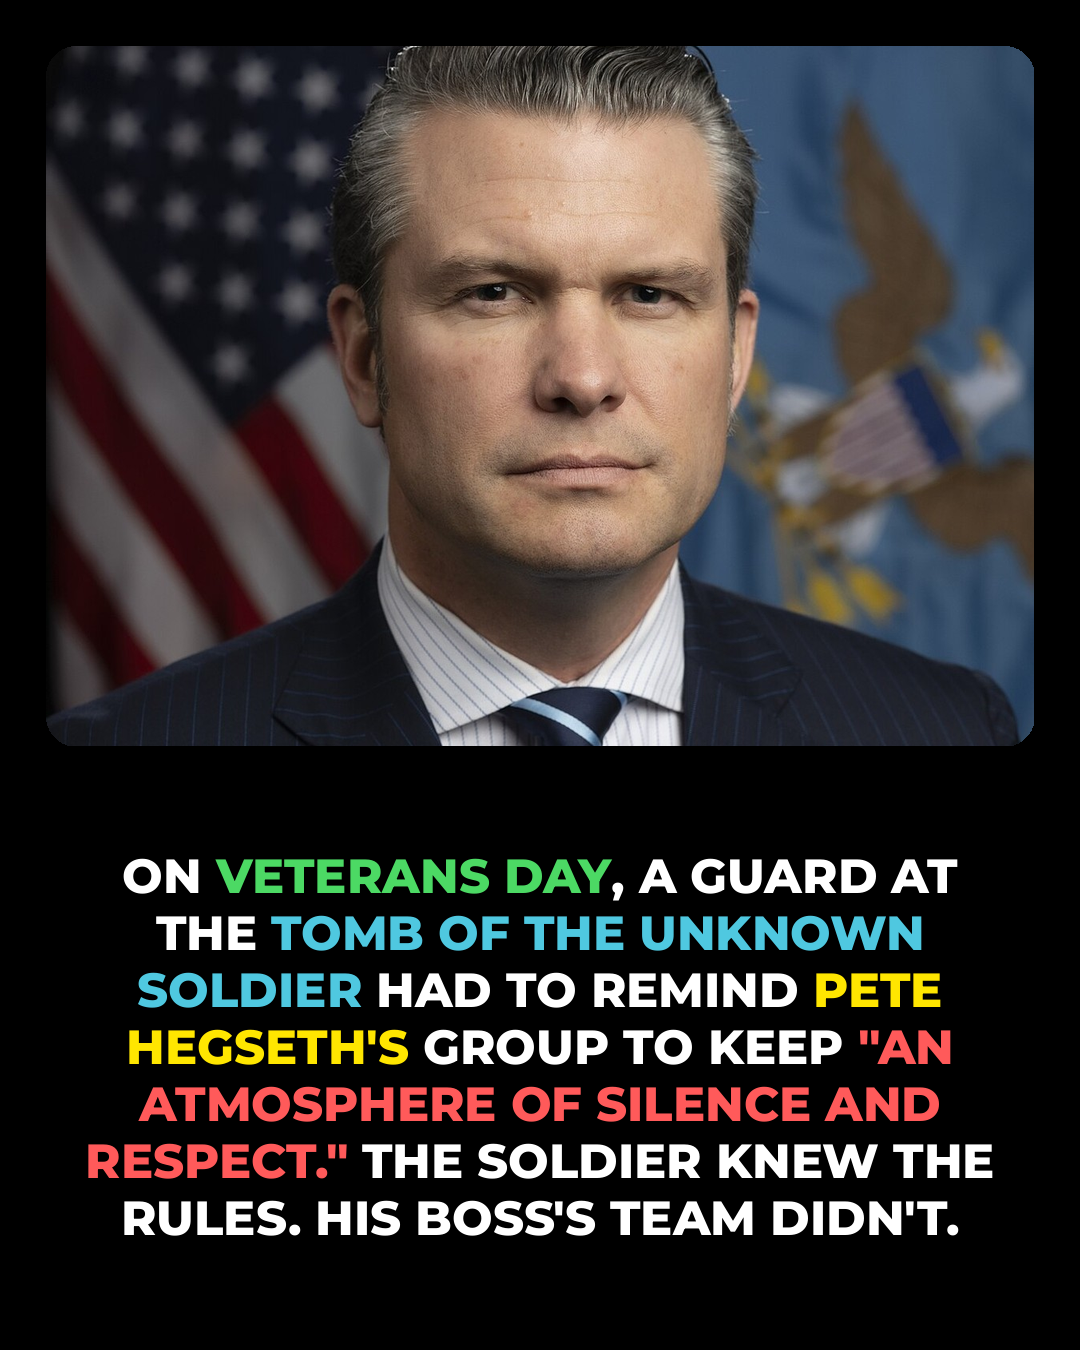 ON VETERANS DAY, A GUARD AT
THE TOMB OF THE UNKNOWN
SOLDIER HAD TO REMIND PETE
HEGSETH'S GROUP TO KEEP "AN
ATMOSPHERE OF SILENCE AND
RESPECT." THE SOLDIER KNEW THE
RULES. HIS BOSS'S TEAM DIDN'T.